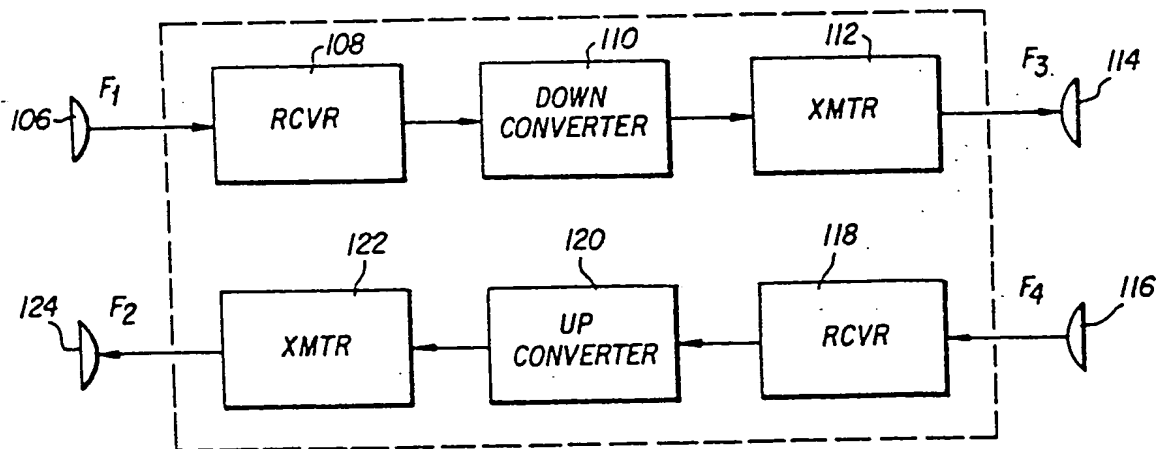 108
110
112
106
F1
RCVR
DOWN
CONVERTER
XMTR
F3
114
124
F2
122
XMTR
120
UP
CONVERTER
118
RCVR
F4
116